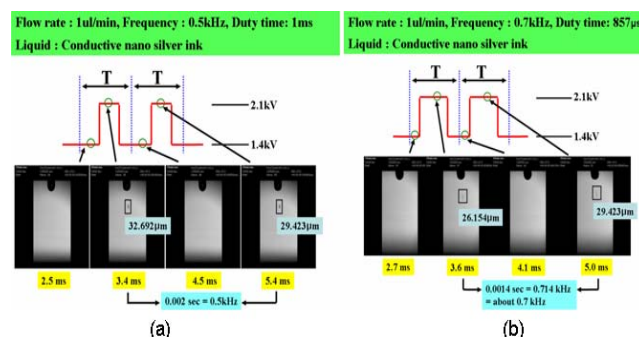 Flow rate : 1ul/min, Frequency : 0.5kHz, Duty time: 1ms
Liquid : Conductive nano silver ink
T T
2.1kV
1.4kV
32.692μm
29.423μm
2.5 ms 3.4 ms 4.5 ms 5.4 ms
0.002 sec = 0.5kHz
(a)
Flow rate : 1ul/min, Frequency : 0.7kHz, Duty time: 857μs
Liquid : Conductive nano silver ink
T T
2.1kV
1.4kV
26.154μm
29.423μm
2.7 ms 3.6 ms 4.1 ms 5.0 ms
0.0014 sec = 0.714 kHz
= about 0.7 kHz
(b)